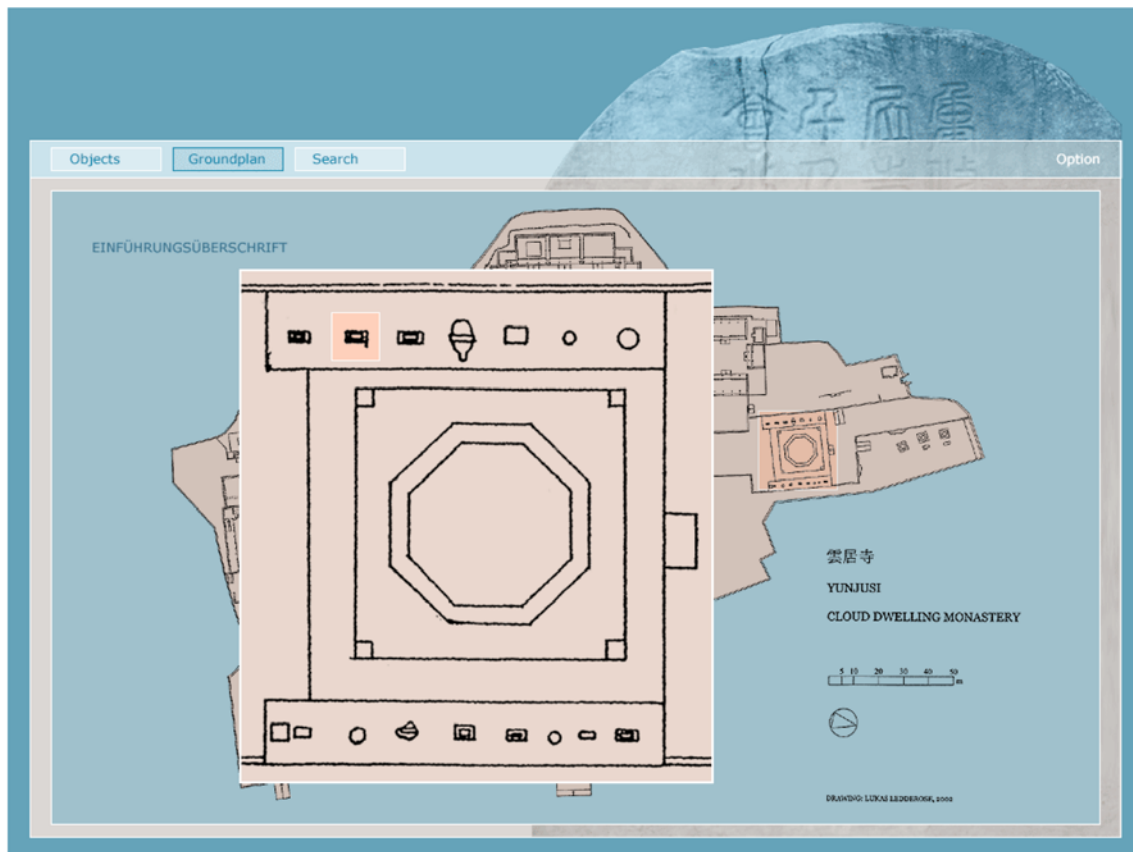 Objects
Groundplan
Search
Option
EINFÜHRUNGSÜBERSCHRIFT
雲居寺
YUNJUSI
CLOUD DWELLING MONASTERY
5 10 20 30 40 50
m
DRAWING: LUKAS LEDDEROSE, 2002